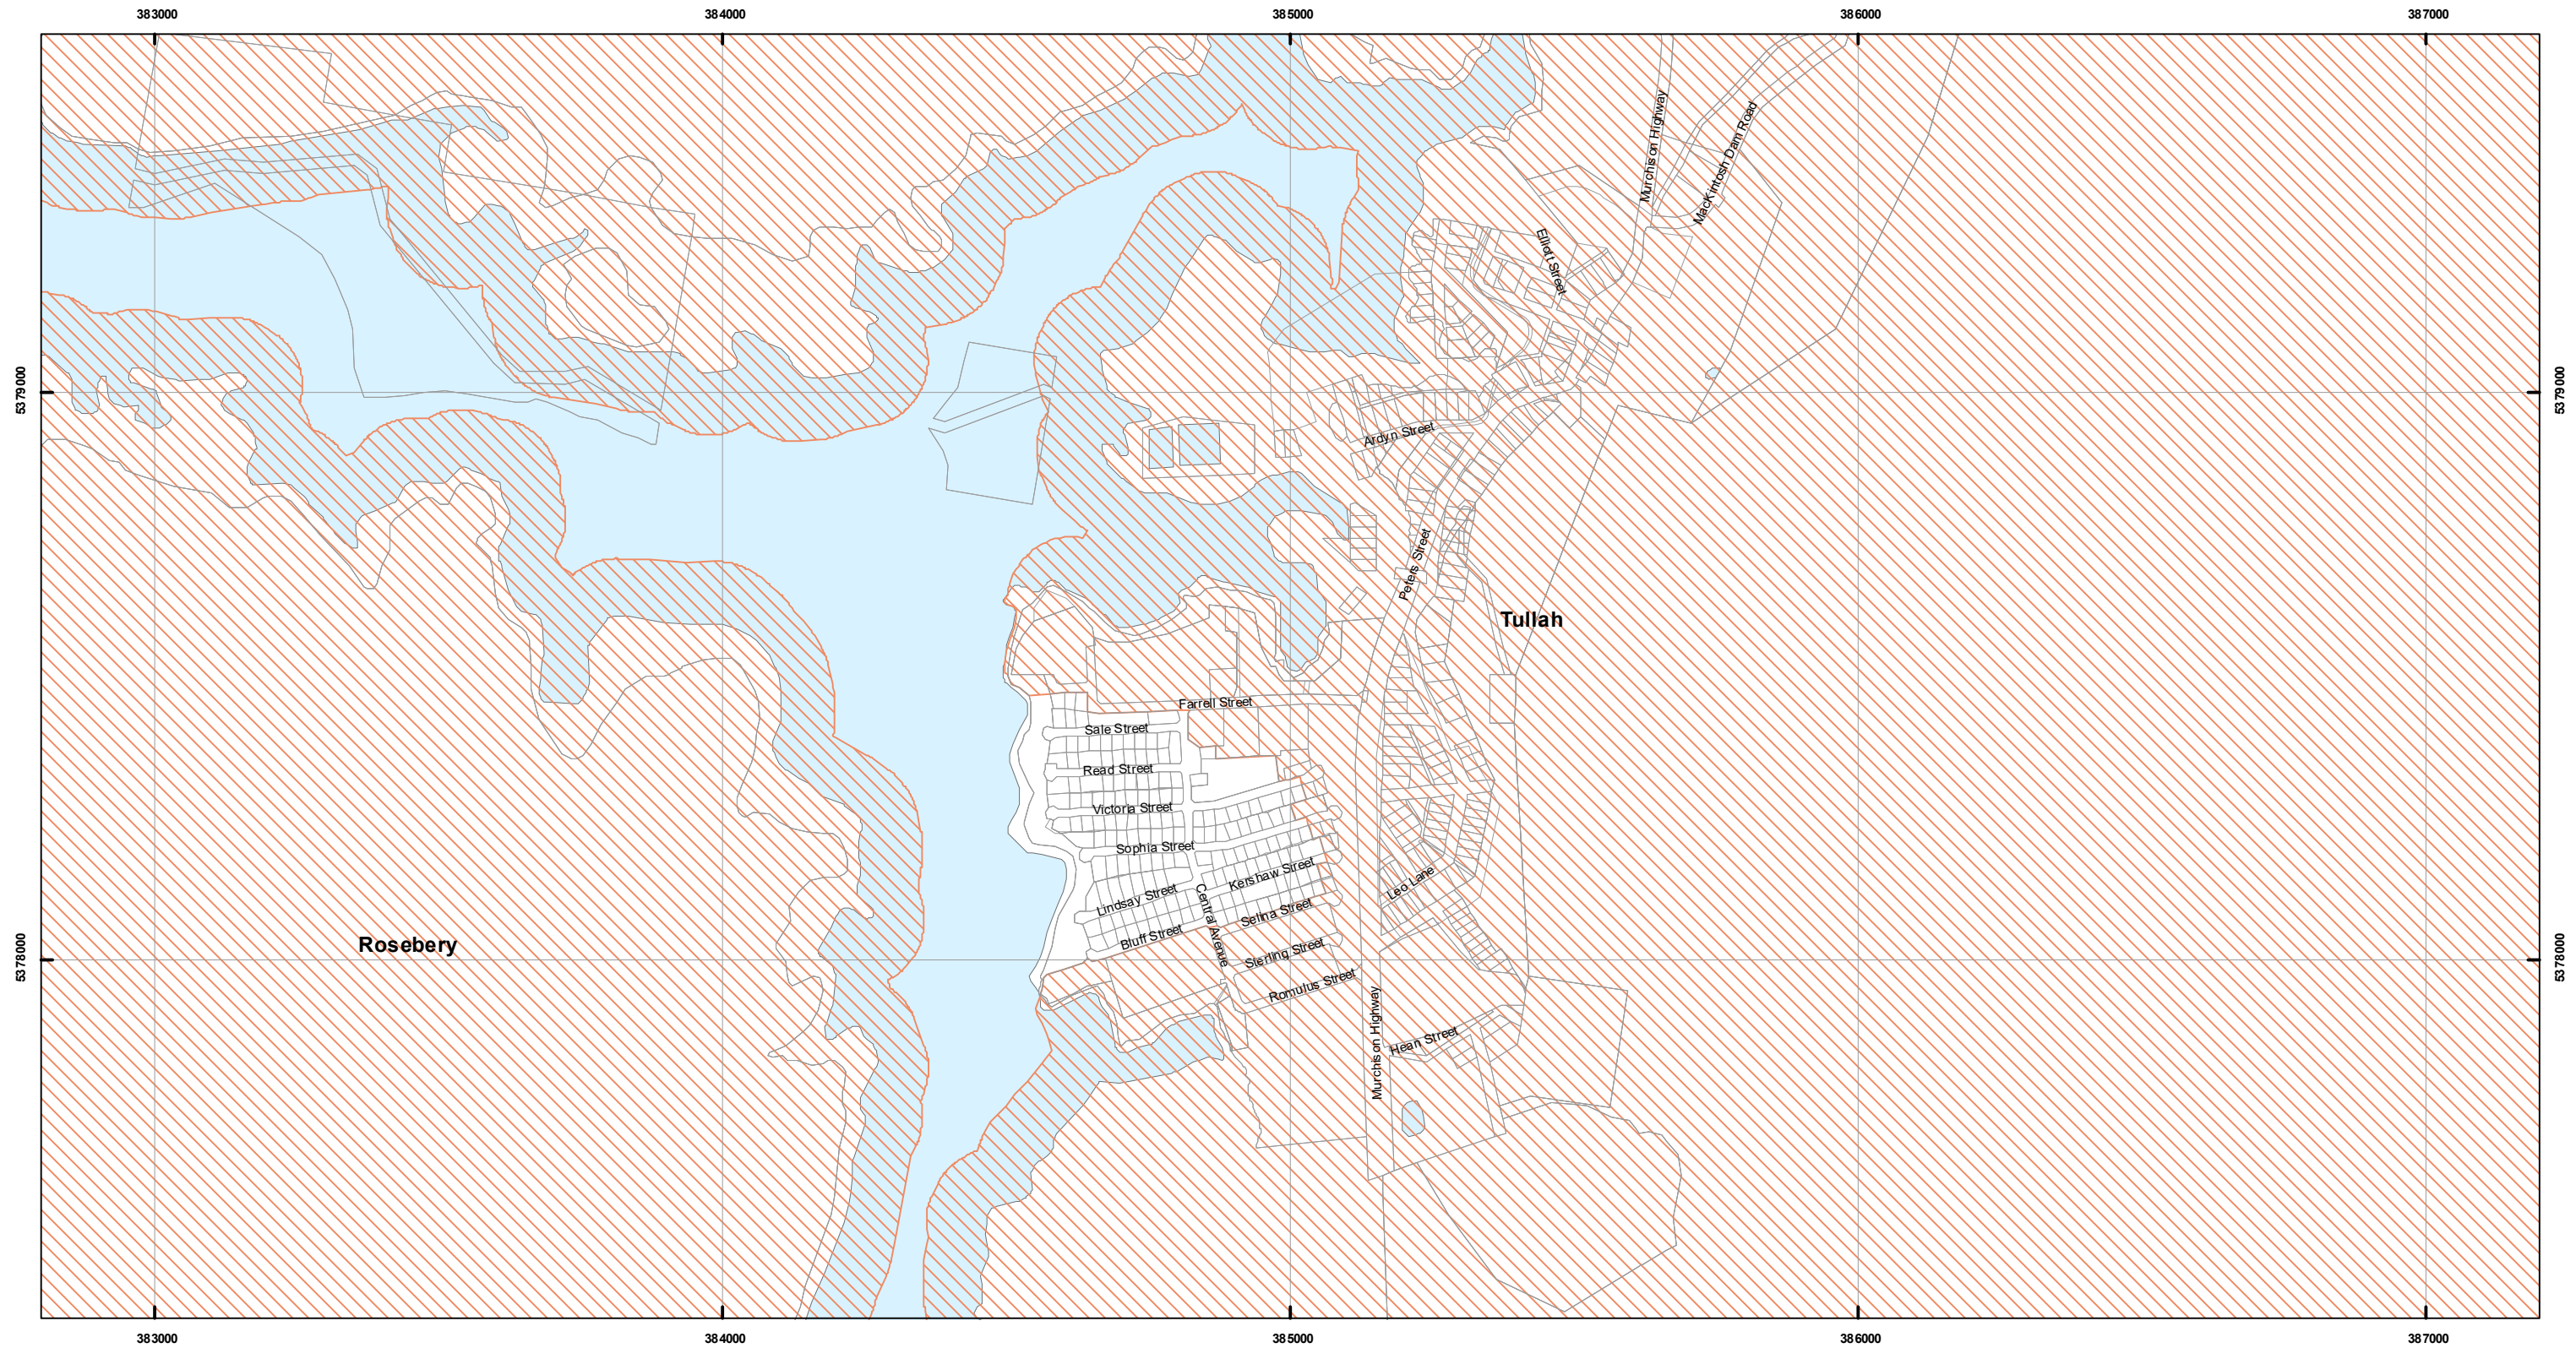 383000
384000
385000
386000
387000
Murchison Highway
MacKintosh Dam Road
Elliott Street
5379000
5379000
Ardyn Street
Peters Street
Tullah
Farrell Street
Sale Street
Read Street
Victoria Street
Sophia Street
Kershaw Street
Leo Lane
Lindsay Street
Central Avenue
Selina Street
Bluff Street
Rosebery
Sterling Street
5378000
5378000
Romulus Street
Murchison Highway
Hean Street
383000
384000
385000
386000
387000